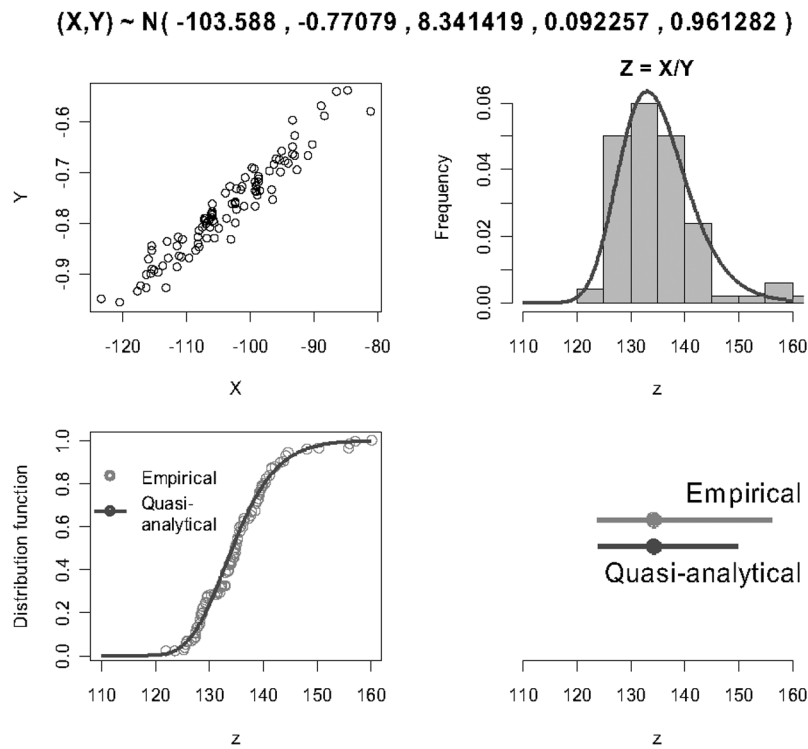 (X,Y) ~ N( -103.588 , -0.77079 , 8.341419 , 0.092257 , 0.961282 )
Y
-0.6
-0.7
-0.8
-0.9
-120 -110 -100 -90 -80
X
Z = X/Y
Frequency
0.06
0.04
0.02
0.00
110 120 130 140 150 160
z
Distribution function
1.0
0.8
0.6
0.4
0.2
0.0
Empirical
Quasi-
analytical
110 120 130 140 150 160
z
Empirical
Quasi-analytical
110 120 130 140 150 160
z